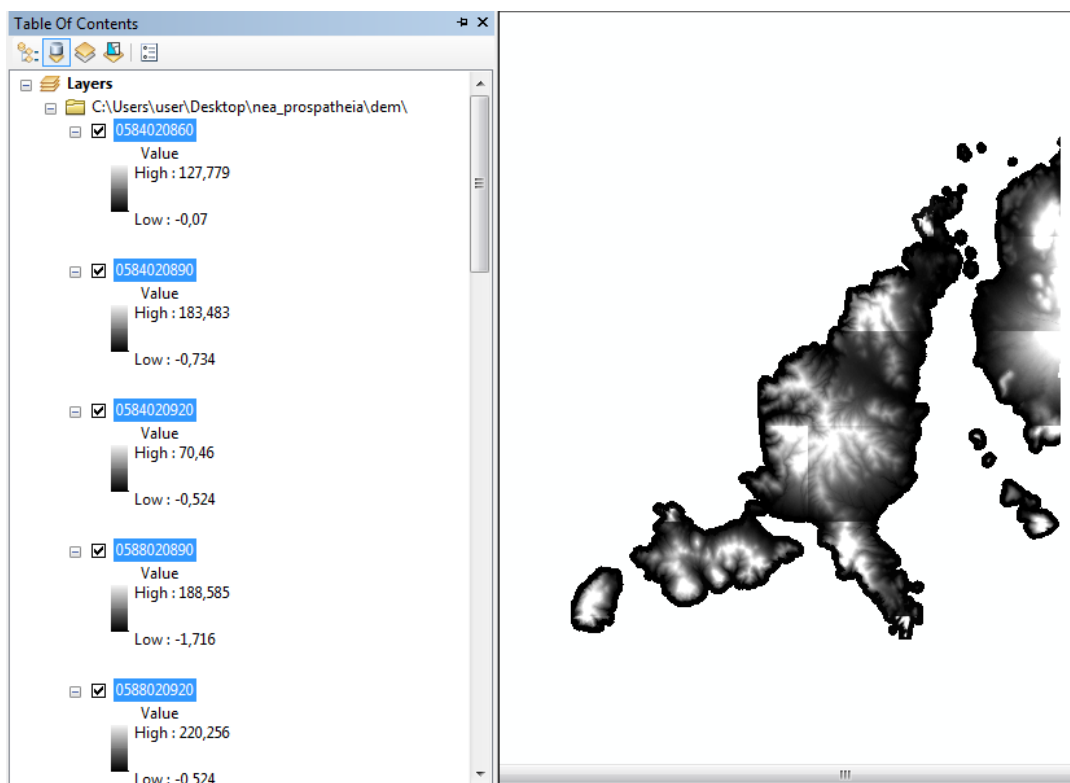 Table Of Contents
Layers
C:\Users\user\Desktop\nea_prospatheia\dem\
0584020860
Value
High : 127,779
Low : -0,07
0584020890
Value
High : 183,483
Low : -0,734
0584020920
Value
High : 70,46
Low : -0,524
0588020890
Value
High : 188,585
Low : -1,716
0588020920
Value
High : 220,256
Low : -0,524